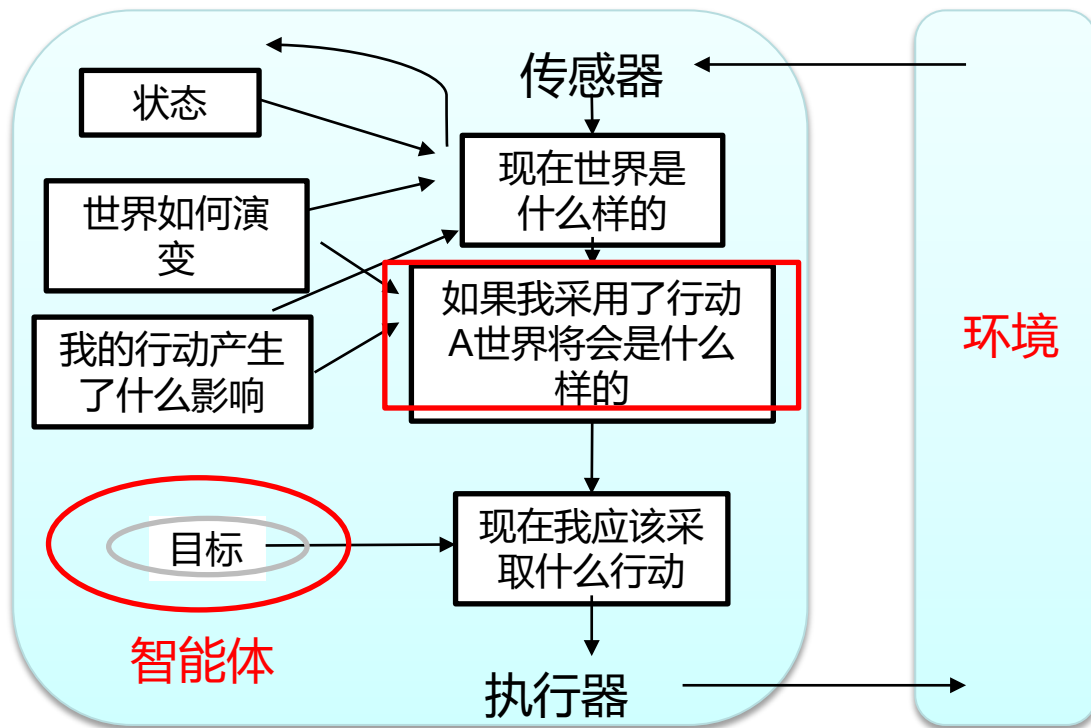 传感器
状态
现在世界是
什么样的
世界如何演
变
如果我采用了行动
A世界将会是什么
样的
我的行动产生
了什么影响
环境
目标
现在我应该采
取什么行动
智能体
执行器